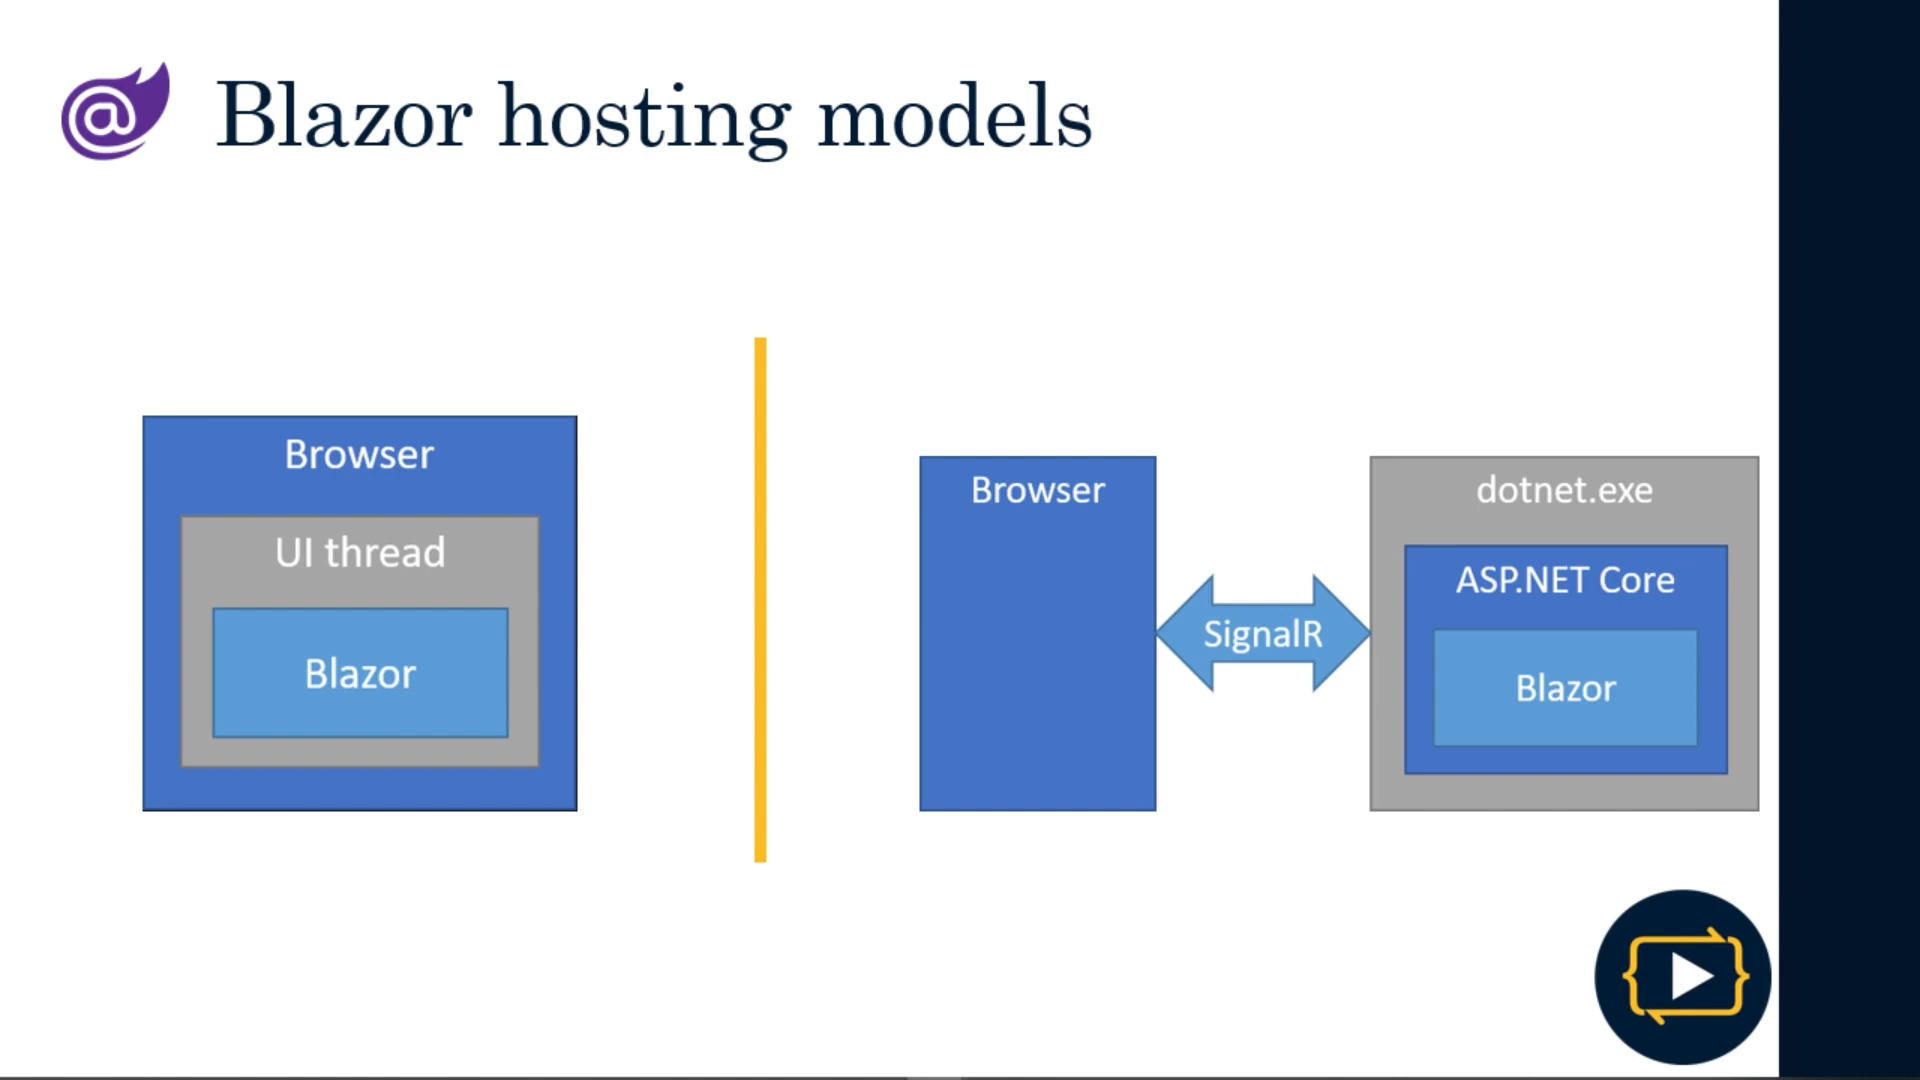 Blazor hosting models
Browser
UI thread
Blazor
Browser
SignalR
dotnet.exe
ASP.NET Core
Blazor